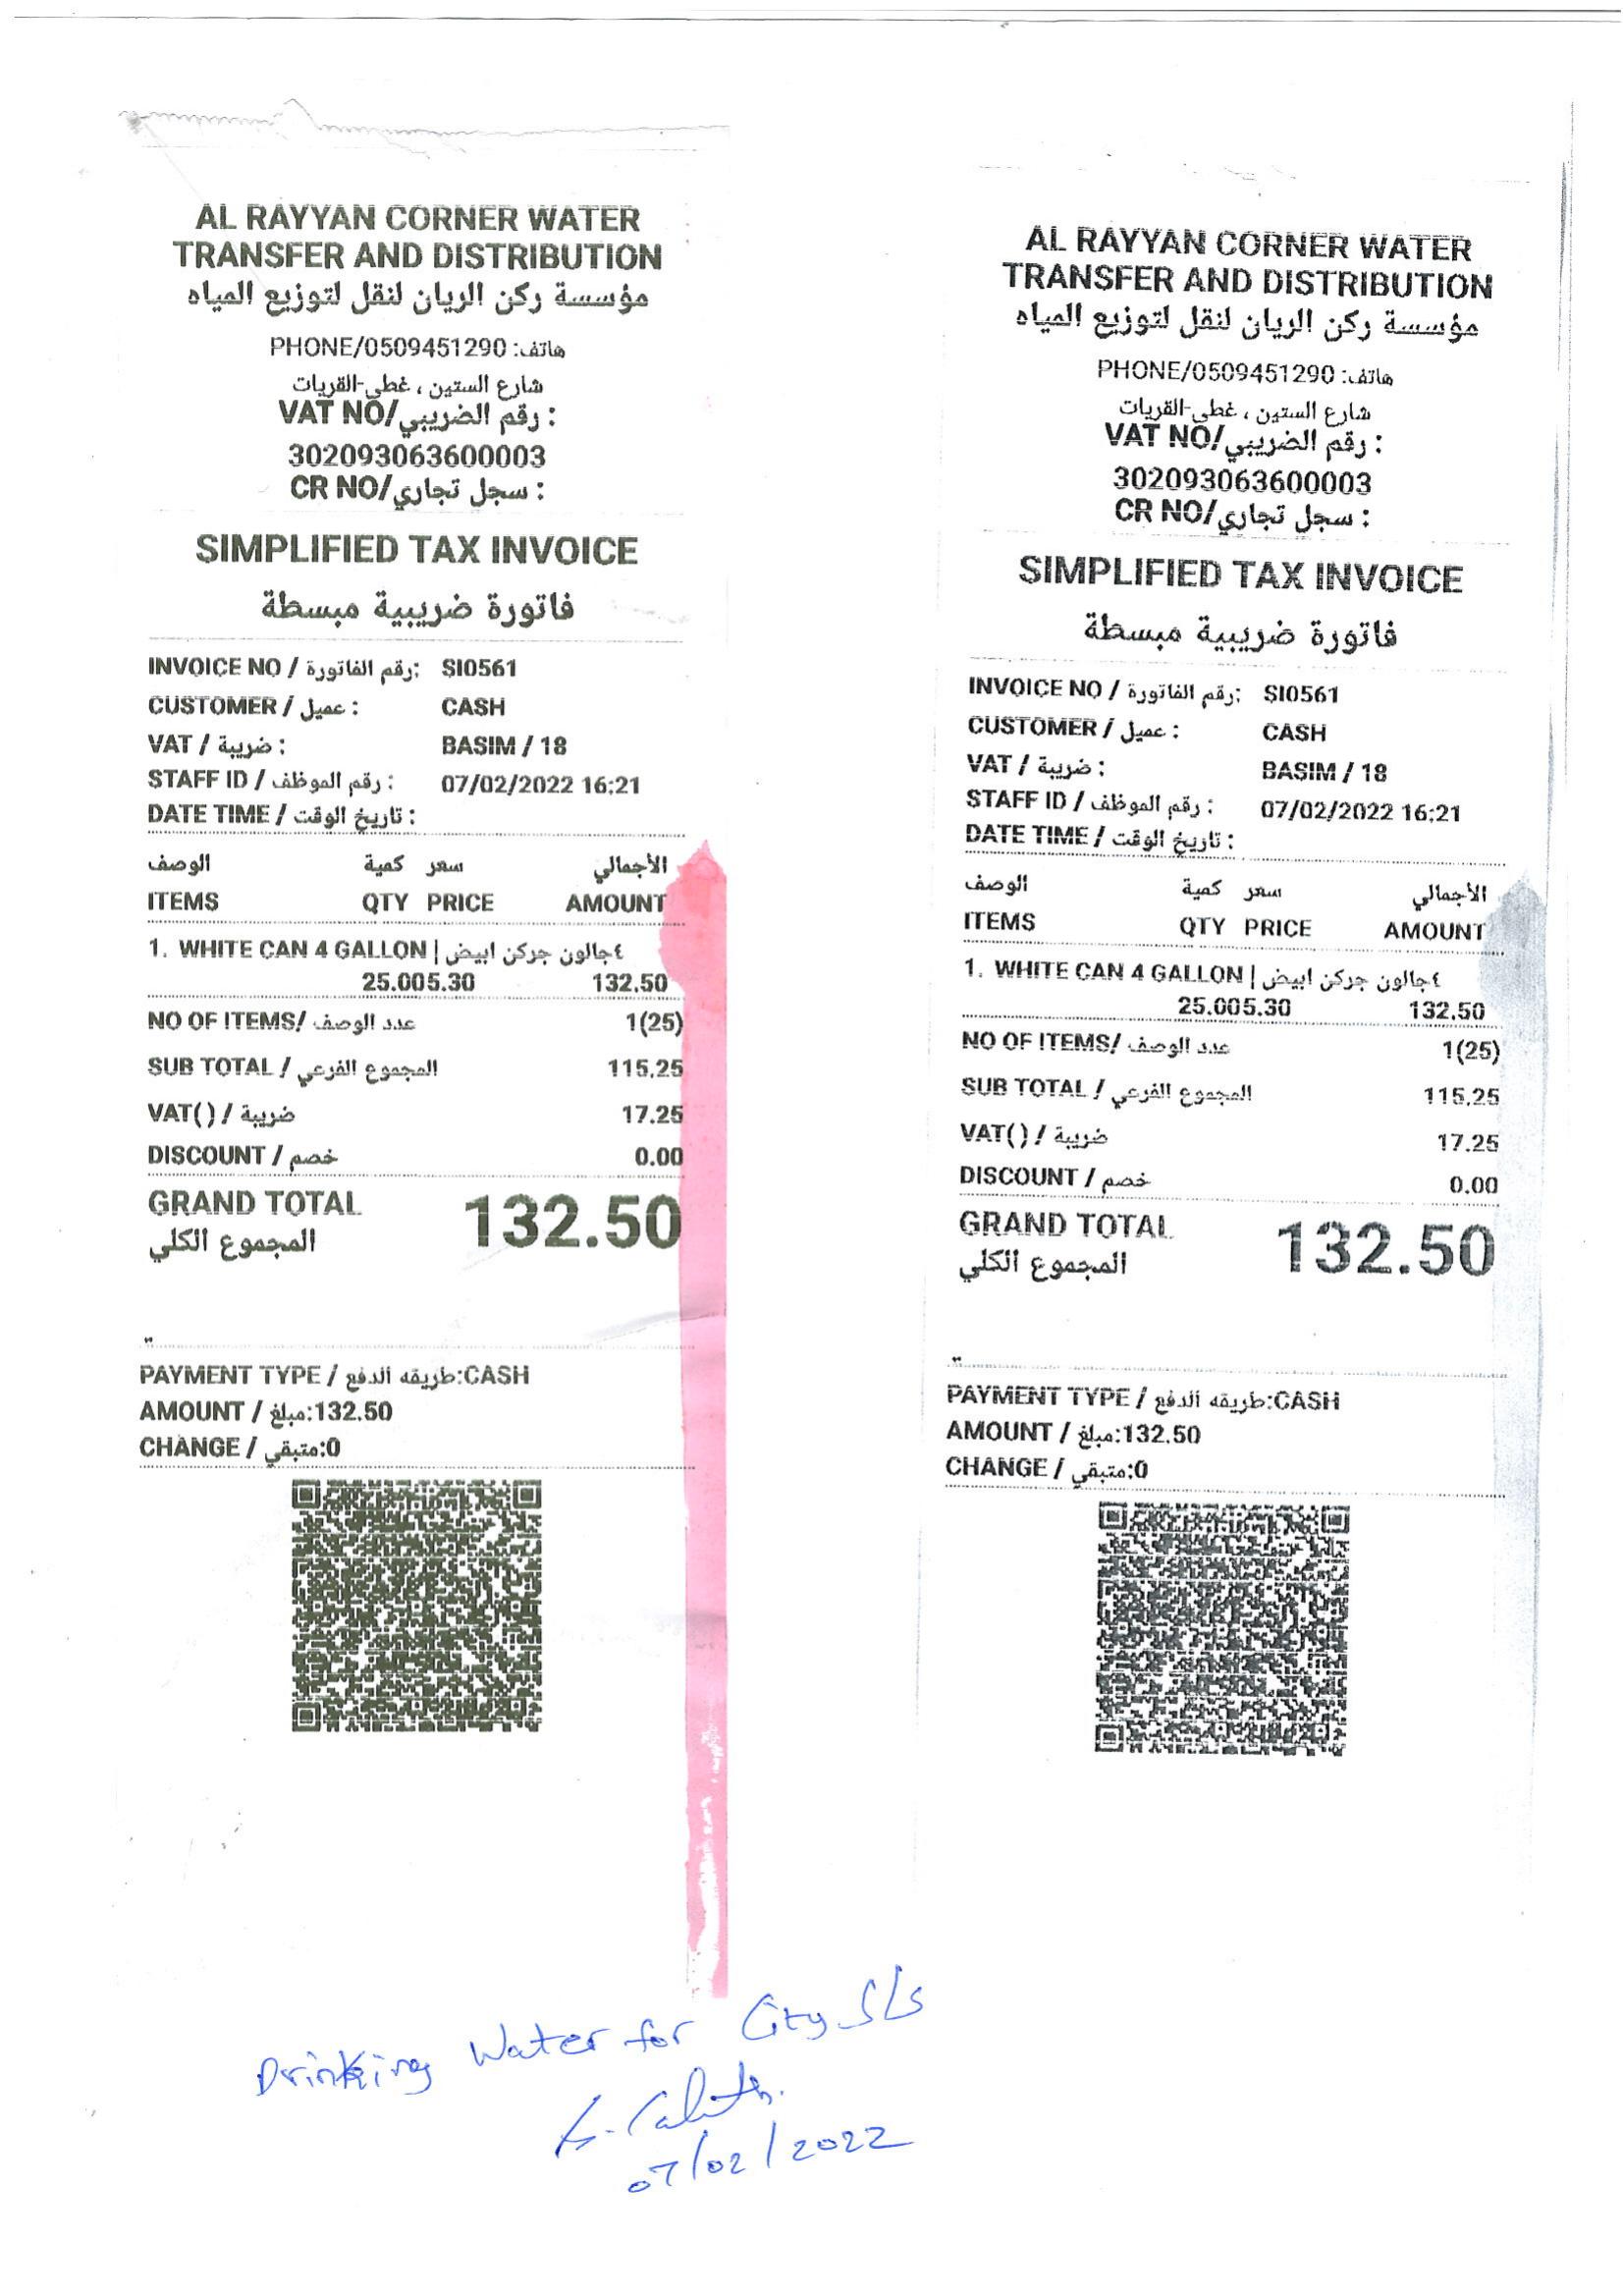 AL RAYYAN CORNER WATER
TRANSFER AND DISTRIBUTION
مؤسسة ركن الريان لنقل لتوزيع المياه
PHONE/0509451290 :هاتف
شارع الستين ، غطى-القريات
VAT NO/رقم الضريبي :
302093063600003
CR NO/سجل تجاري :
SIMPLIFIED TAX INVOICE
فاتورة ضريبية مبسطة
INVOICE NO / رقم الفاتورة: SI0561
CUSTOMER / عميل : CASH
VAT / ضريبة : BASIM / 18
STAFF ID / رقم الموظف : 07/02/2022 16:21
DATE TIME / تاريخ الوقت :
الوصف كمية سعر الأجمالي
ITEMS QTY PRICE AMOUNT
1. WHITE CAN 4 GALLON | ٤جالون جركن ابيض
25.005.30 132.50
NO OF ITEMS/ عدد الوصف 1(25)
SUB TOTAL / المجموع الفرعي 115.25
VAT() / ضريبة 17.25
DISCOUNT / خصم 0.00
GRAND TOTAL 132.50
المجموع الكلي
PAYMENT TYPE / طريقه الدفع:CASH
AMOUNT / مبلغ:132.50
CHANGE / متبقي:0
AL RAYYAN CORNER WATER
TRANSFER AND DISTRIBUTION
مؤسسة ركن الريان لنقل لتوزيع المياه
PHONE/0509451290 :هاتف
شارع الستين ، غطى-القريات
VAT NO/رقم الضريبي :
302093063600003
CR NO/سجل تجاري :
SIMPLIFIED TAX INVOICE
فاتورة ضريبية مبسطة
INVOICE NO / رقم الفاتورة: SI0561
CUSTOMER / عميل : CASH
VAT / ضريبة : BASIM / 18
STAFF ID / رقم الموظف : 07/02/2022 16:21
DATE TIME / تاريخ الوقت :
الوصف كمية سعر الأجمالي
ITEMS QTY PRICE AMOUNT
1. WHITE CAN 4 GALLON | ٤جالون جركن ابيض
25.005.30 132.50
NO OF ITEMS/ عدد الوصف 1(25)
SUB TOTAL / المجموع الفرعي 115.25
VAT() / ضريبة 17.25
DISCOUNT / خصم 0.00
GRAND TOTAL 132.50
المجموع الكلي
PAYMENT TYPE / طريقه الدفع:CASH
AMOUNT / مبلغ:132.50
CHANGE / متبقي:0
Drinking Water for City S/S
07/02/2022